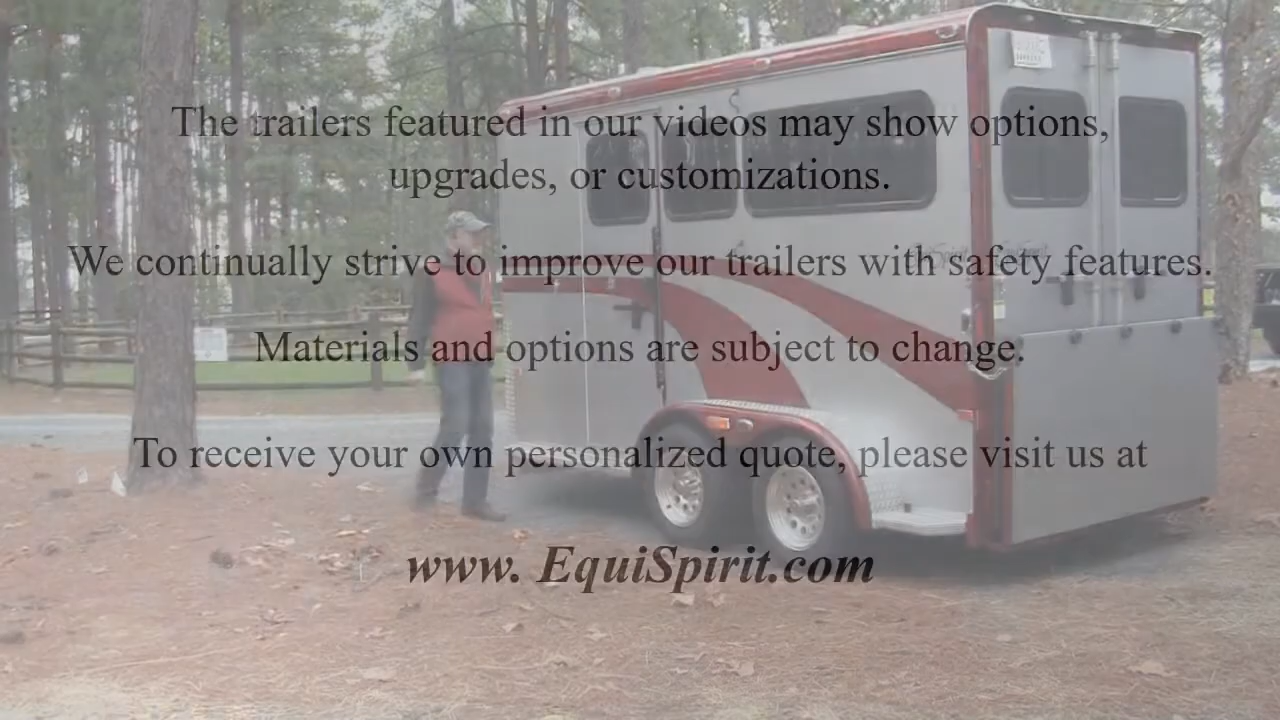 The trailers featured in our videos may show options,
upgrades, or customizations.
We continually strive to improve our trailers with safety features.
Materials and options are subject to change.
To receive your own personalized quote, please visit us at
www. EquiSpirit.com